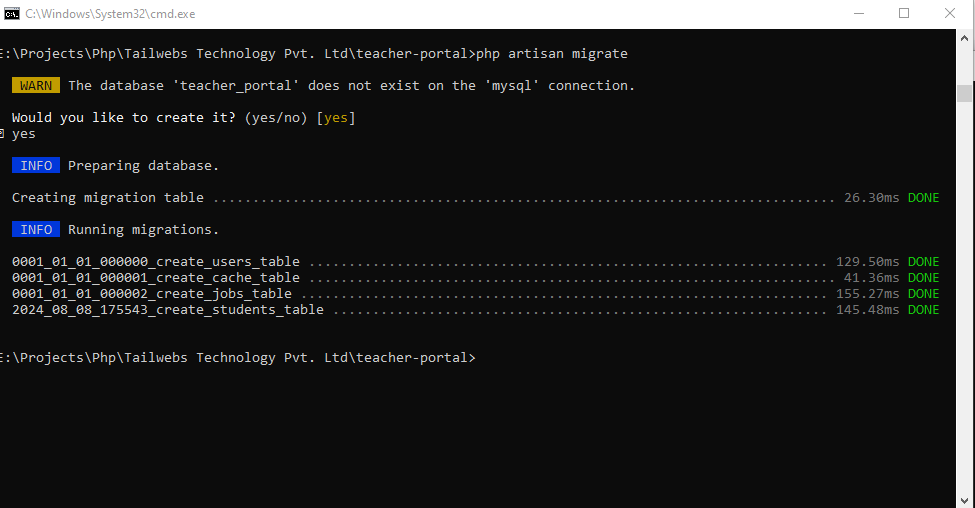 C:\Windows\System32\cmd.exe
E:\Projects\Php\Tailwebs Technology Pvt. Ltd\teacher-portal>php artisan migrate
WARN The database 'teacher_portal' does not exist on the 'mysql' connection.
Would you like to create it? (yes/no) [yes]
yes
INFO Preparing database.
Creating migration table .............................................................................. 26.30ms DONE
INFO Running migrations.
0001_01_01_000000_create_users_table ................................................................. 129.50ms DONE
0001_01_01_000001_create_cache_table .................................................................. 41.36ms DONE
0001_01_01_000002_create_jobs_table .................................................................. 155.27ms DONE
2024_08_08_175543_create_students_table .............................................................. 145.48ms DONE
E:\Projects\Php\Tailwebs Technology Pvt. Ltd\teacher-portal>